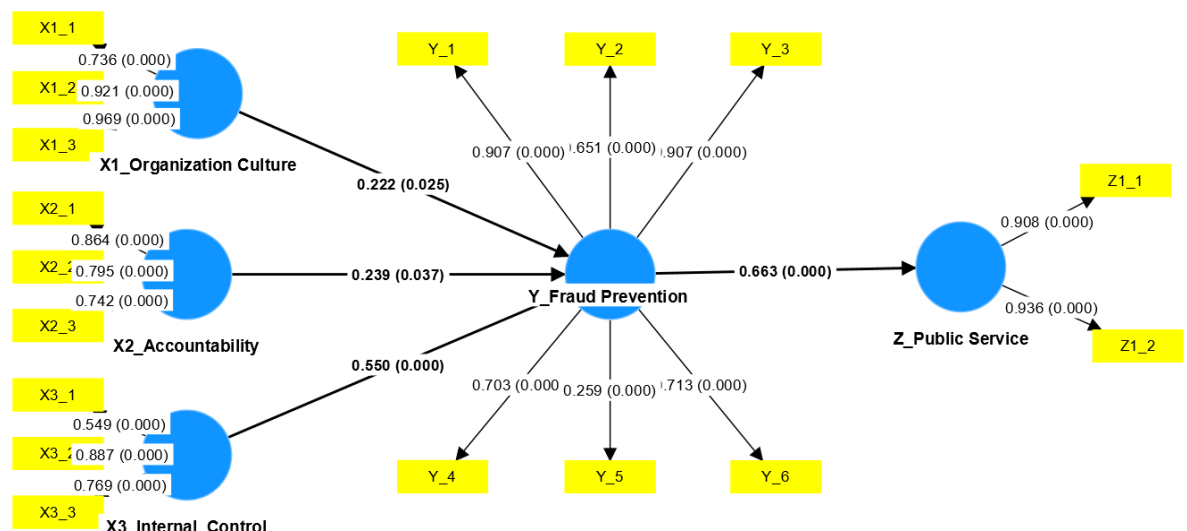 X1_1
0.736 (0.000)
X1_2
0.921 (0.000)
0.969 (0.000)
X1_3
X1_Organization Culture
X2_1
0.864 (0.000)
X2_2
0.795 (0.000)
0.742 (0.000)
X2_3
X2_Accountability
X3_1
0.549 (0.000)
X3_2
0.887 (0.000)
0.769 (0.000)
X3_3
X3_Internal_Control
0.222 (0.025)
0.239 (0.037)
0.550 (0.000)
Y_1
Y_2
Y_3
0.907 (0.000)
.651 (0.000)
.907 (0.000)
Y_Fraud Prevention
0.703 (0.000
0.259 (0.000)
.713 (0.000)
Y_4
Y_5
Y_6
0.663 (0.000)
Z1_1
0.908 (0.000)
0.936 (0.000)
Z_Public Service
Z1_2